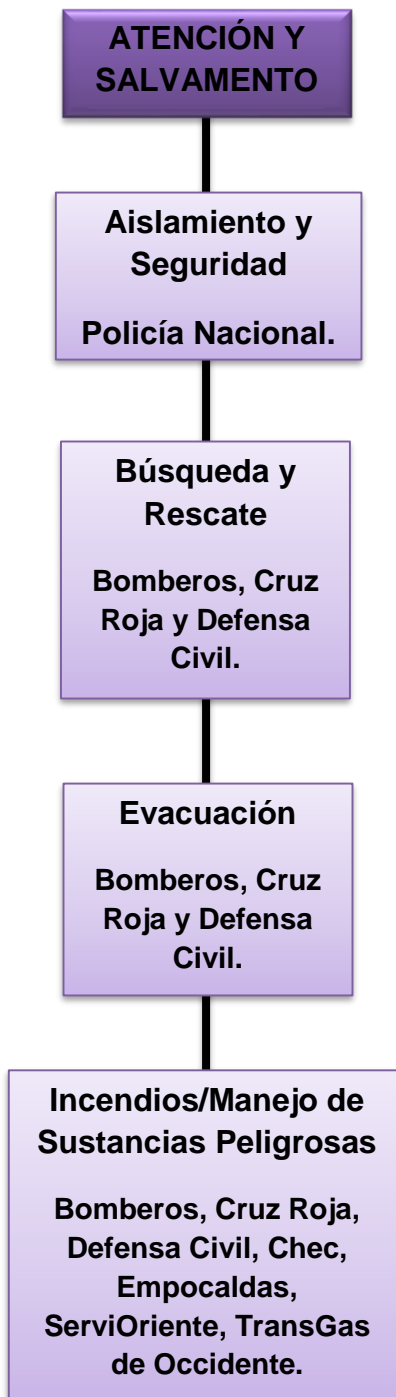 ATENCIÓN Y
SALVAMENTO
Aislamiento y
Seguridad
Policía Nacional.
Búsqueda y
Rescate
Bomberos, Cruz
Roja y Defensa
Civil.
Evacuación
Bomberos, Cruz
Roja y Defensa
Civil.
Incendios/Manejo de
Sustancias Peligrosas
Bomberos, Cruz Roja,
Defensa Civil, Chec,
Empocaldas,
ServiOriente, TransGas
de Occidente.